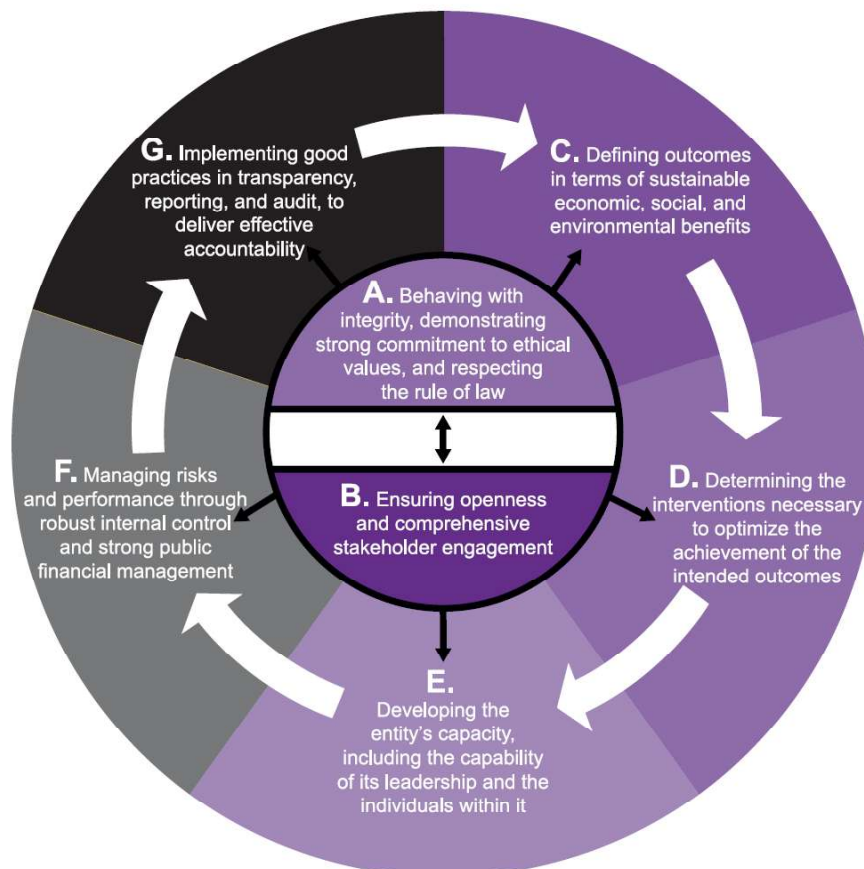 G. Implementing good
practices in transparency,
reporting, and audit, to
deliver effective
accountability
C. Defining outcomes
in terms of sustainable
economic, social, and
environmental benefits
A. Behaving with
integrity, demonstrating
strong commitment to ethical
values, and respecting
the rule of law
B. Ensuring openness
and comprehensive
stakeholder engagement
F. Managing risks
and performance through
robust internal control
and strong public
financial management
D. Determining the
interventions necessary
to optimize the
achievement of the
intended outcomes
E.
Developing the
entity’s capacity,
including the capability
of its leadership and the
individuals within it